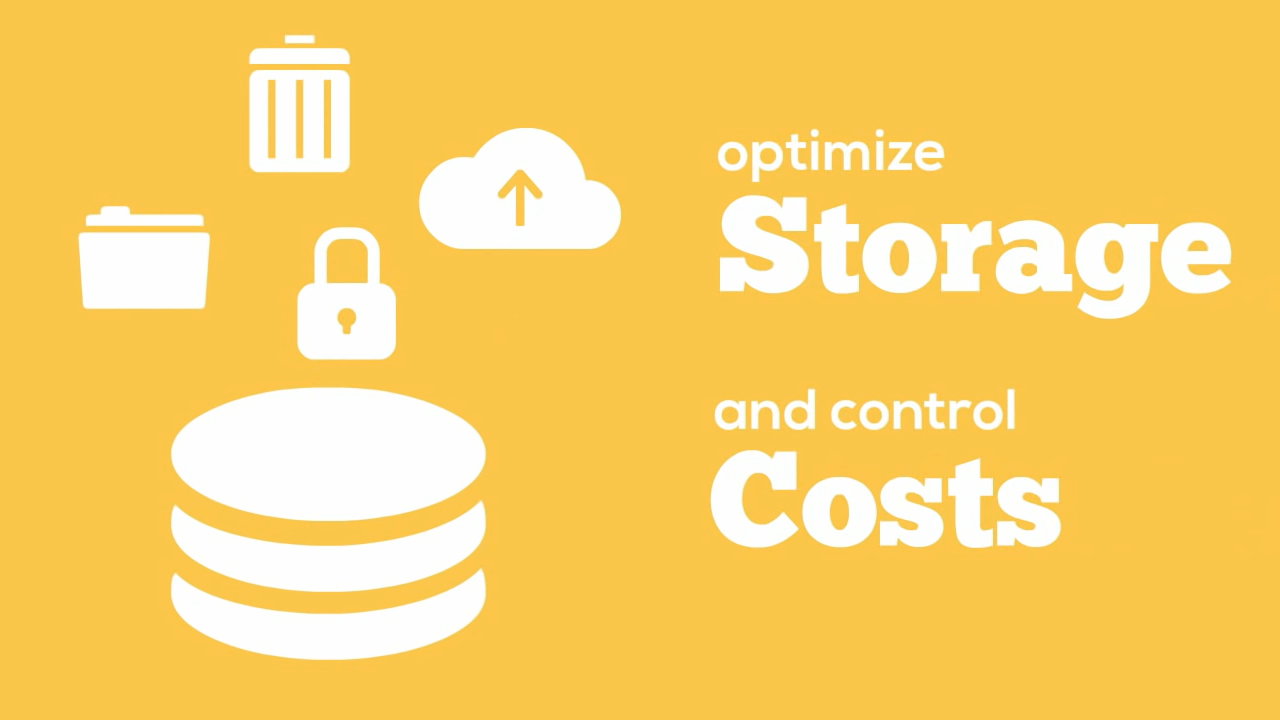 optimize
Storage
and control
Costs